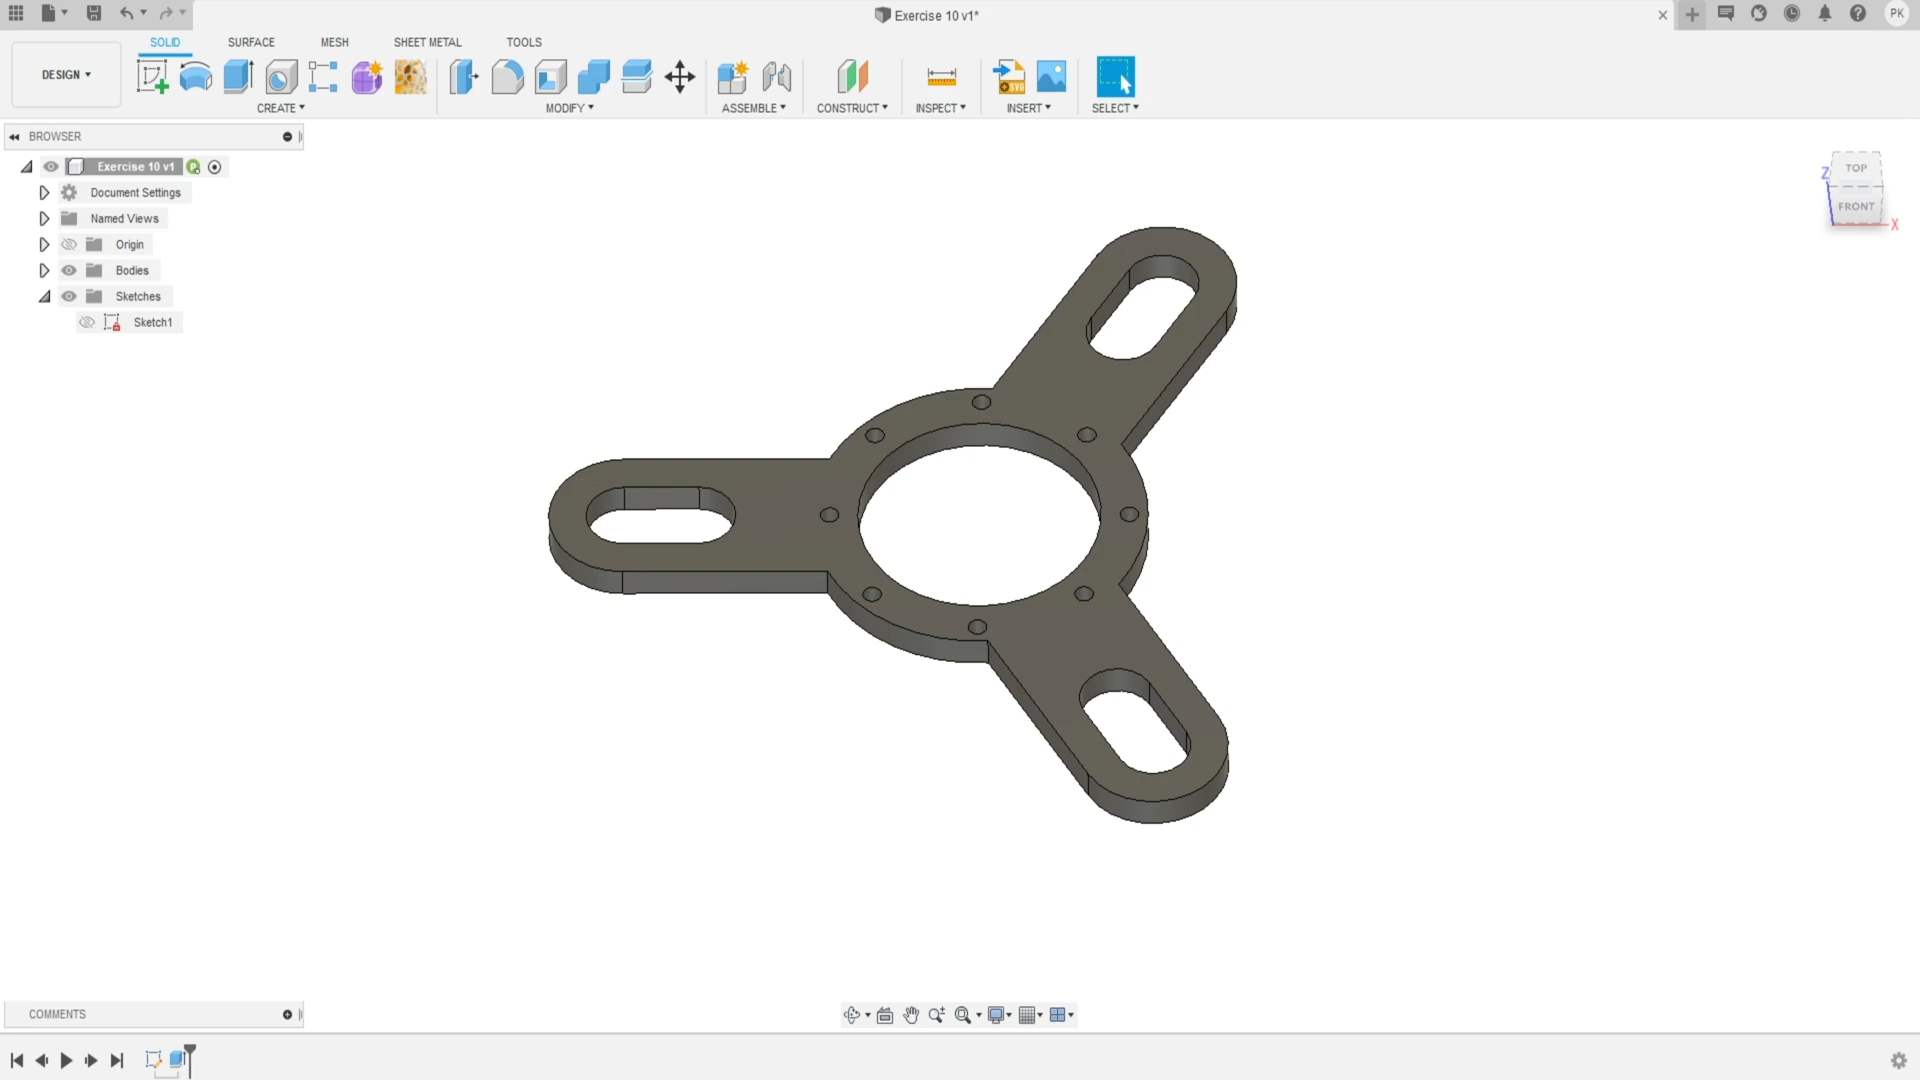 Exercise 10 v1*
PK
SOLID SURFACE MESH SHEET METAL TOOLS
DESIGN
CREATE MODIFY ASSEMBLE CONSTRUCT INSPECT INSERT SELECT
SVG
BROWSER
Exercise 10 v1
Document Settings
Named Views
Origin
Bodies
Sketches
Sketch1
TOP
Z
FRONT
X
COMMENTS